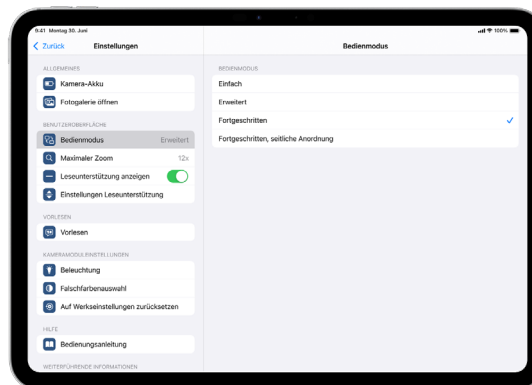 9:41 Montag 30. Juni
100%
Zurück
Einstellungen
ALLGEMEINES
Kamera-Akku
Fotogalerie öffnen
BENUTZEROBERFLÄCHE
Bedienmodus Erweitert
Maximaler Zoom 12x
Leseunterstützung anzeigen
Einstellungen Leseunterstützung
VORLESEN
Vorlesen
KAMERAMODULEINSTELLUNGEN
Beleuchtung
Falschfarbenauswahl
Auf Werkseinstellungen zurücksetzen
HILFE
Bedienungsanleitung
WEITERFÜHRENDE INFORMATIONEN
Bedienmodus
BEDIENMODUS
Einfach
Erweitert
Fortgeschritten
Fortgeschritten, seitliche Anordnung